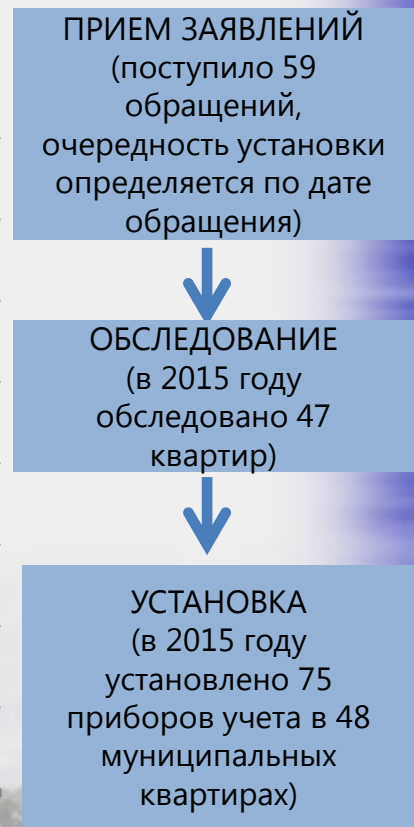 ПРИЕМ ЗАЯВЛЕНИЙ
(поступило 59
обращений,
очередность установки
определяется по дате
обращения)
ОБСЛЕДОВАНИЕ
(в 2015 году
обследовано 47
квартир)
УСТАНОВКА
(в 2015 году
установлено 75
приборов учета в 48
муниципальных
квартирах)